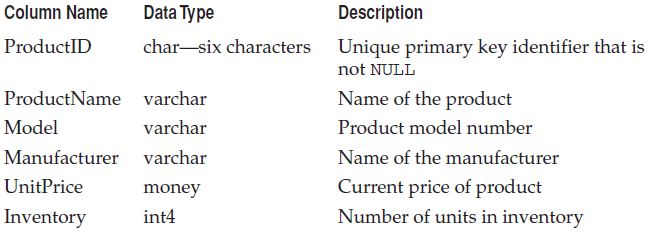 Column Name Data Type Description
ProductID char—six characters Unique primary key identifier that is
not NULL
ProductName varchar Name of the product
Model varchar Product model number
Manufacturer varchar Name of the manufacturer
UnitPrice money Current price of product
Inventory int4 Number of units in inventory